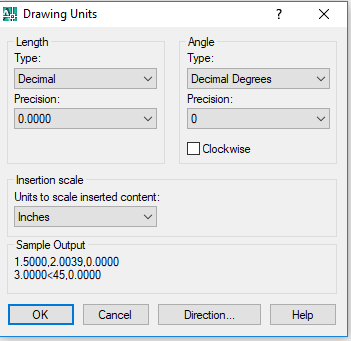 Drawing Units
Length
Type:
Decimal
Precision:
0.0000
Angle
Type:
Decimal Degrees
Precision:
0
Clockwise
Insertion scale
Units to scale inserted content:
Inches
Sample Output
1.5000,2.0039,0.0000
3.0000<45,0.0000
OK Cancel Direction... Help